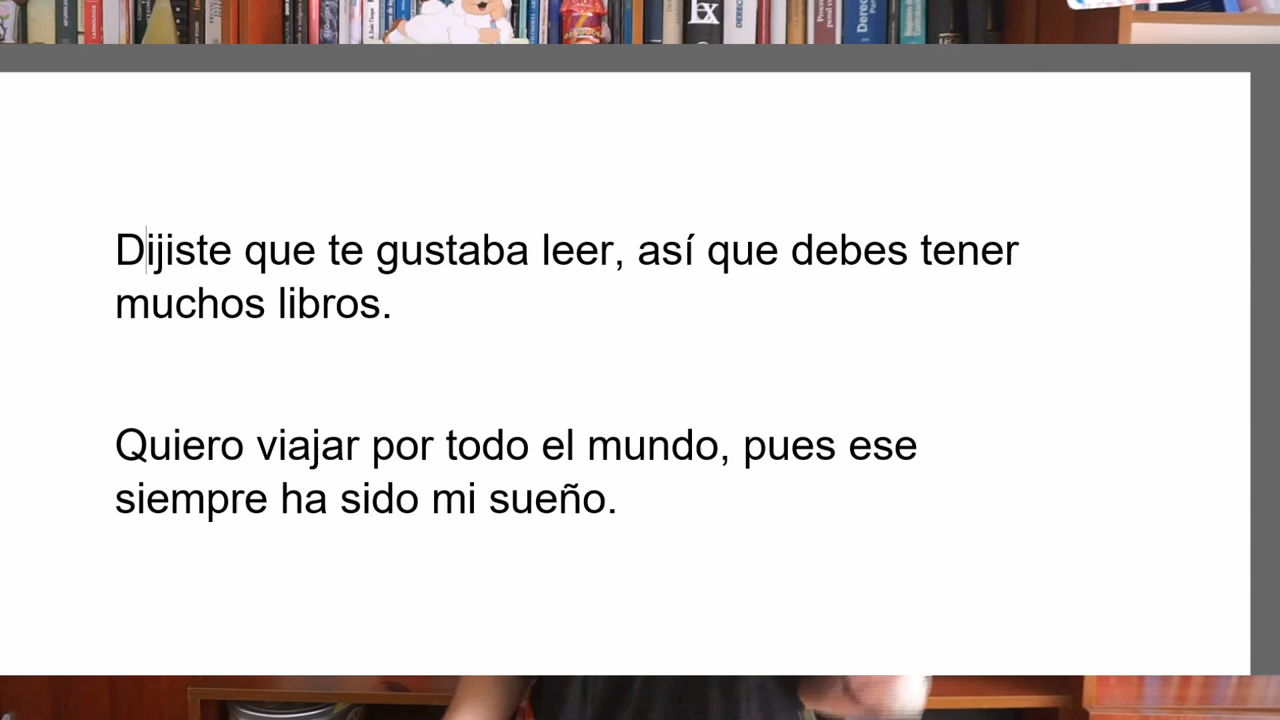 Dijiste que te gustaba leer, así que debes tener
muchos libros.
Quiero viajar por todo el mundo, pues ese
siempre ha sido mi sueño.